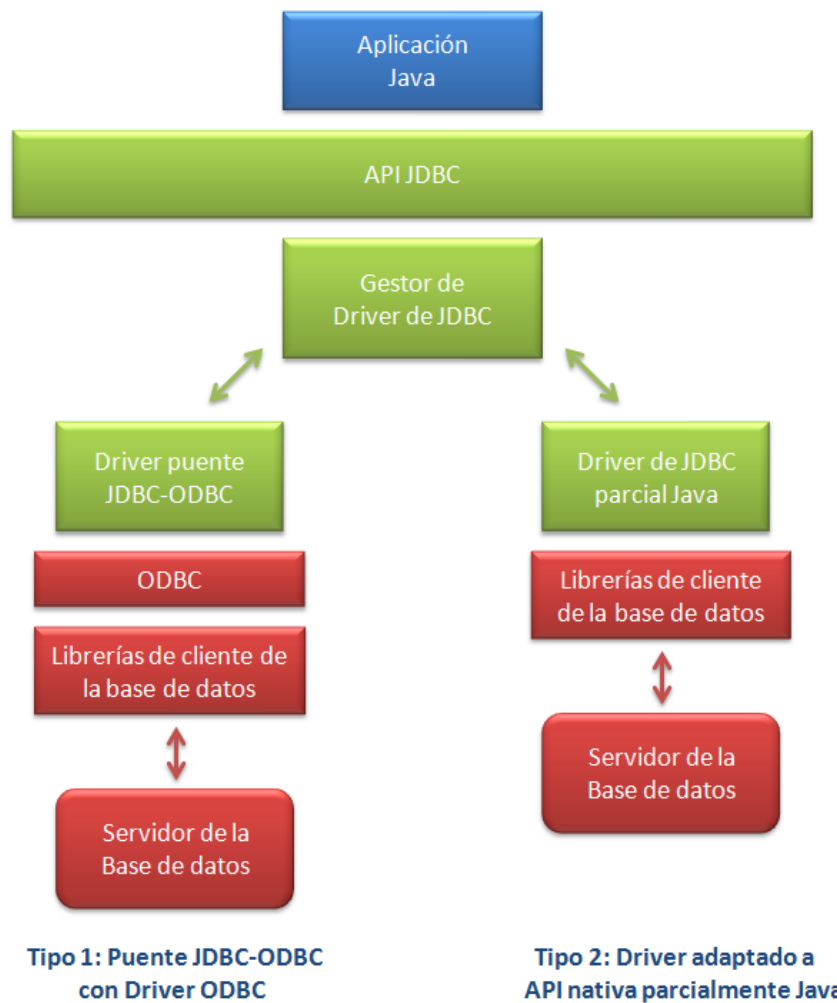 Aplicación
Java
API JDBC
Gestor de
Driver de JDBC
Driver puente
JDBC-ODBC
ODBC
Librerías de cliente de
la base de datos
Servidor de la
Base de datos
Tipo 1: Puente JDBC-ODBC
con Driver ODBC
Driver de JDBC
parcial Java
Librerías de cliente
de la base de datos
Servidor de la
Base de datos
Tipo 2: Driver adaptado a
API nativa parcialmente Java